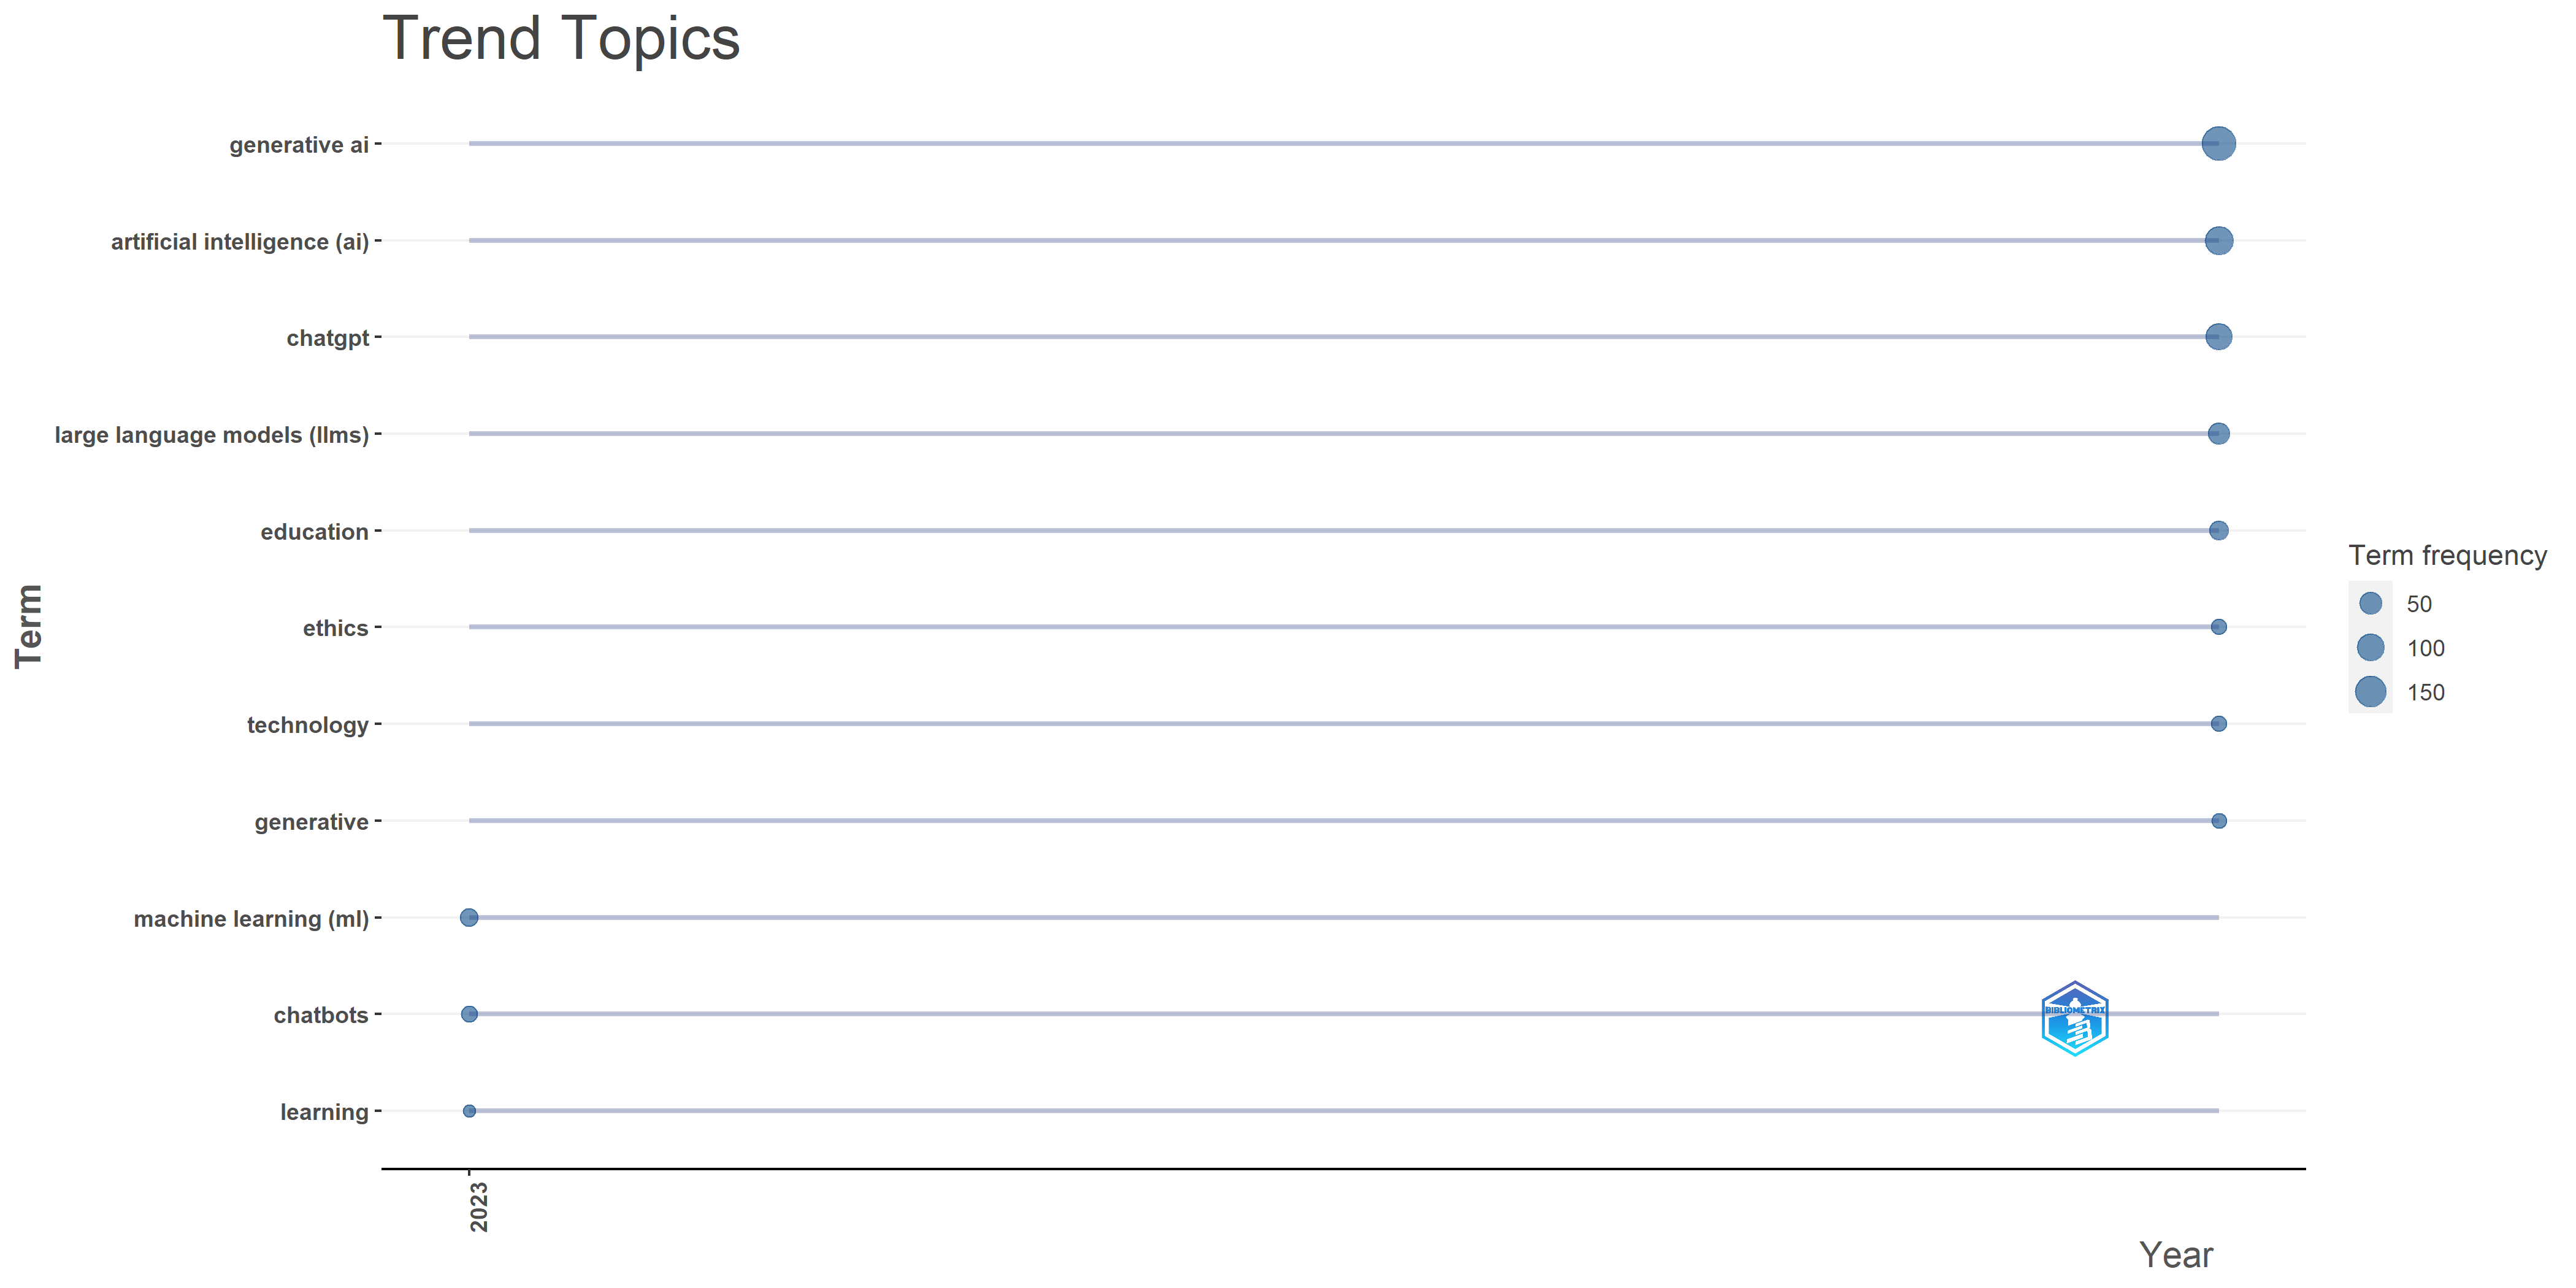 Trend Topics
generative ai
artificial intelligence (ai)
chatgpt
large language models (llms)
education
ethics
technology
generative
machine learning (ml)
chatbots
learning
Term
2023
Year
Term frequency
50
100
150
BIBLIOMETRIX